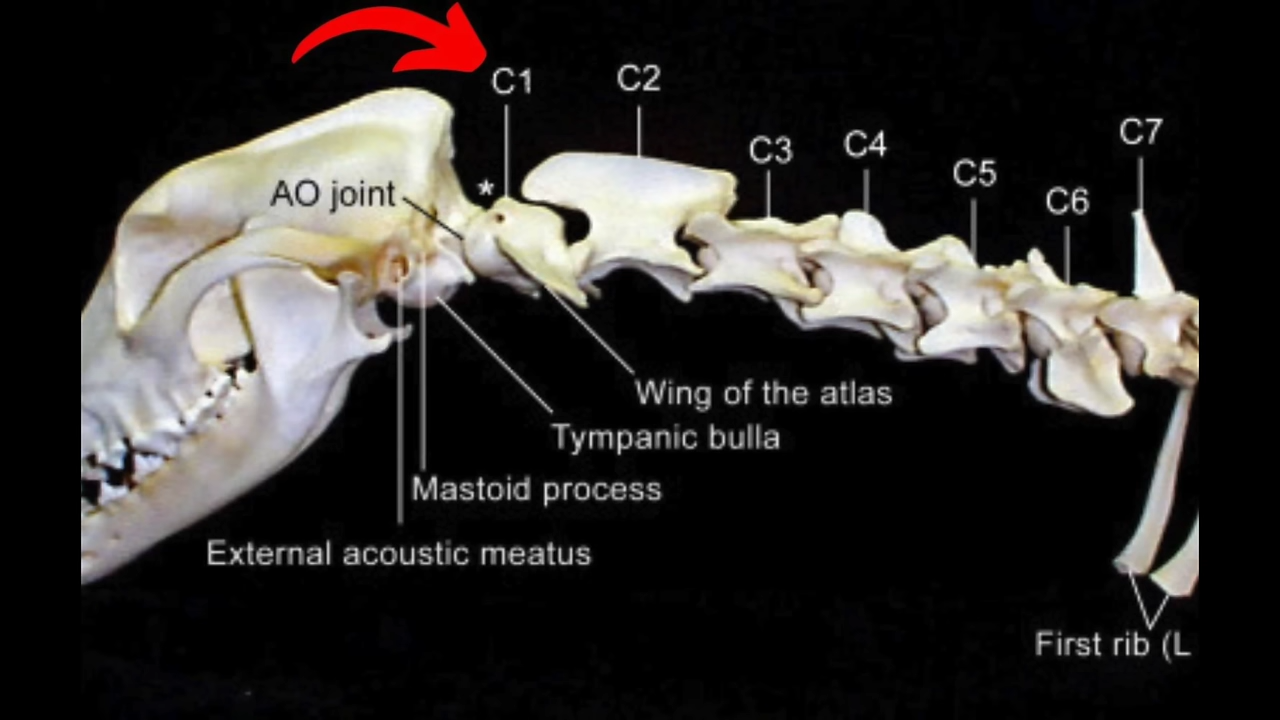 C1
C2
C7
C3
C4
C5
AO joint
*
C6
Wing of the atlas
Tympanic bulla
Mastoid process
External acoustic meatus
First rib (L